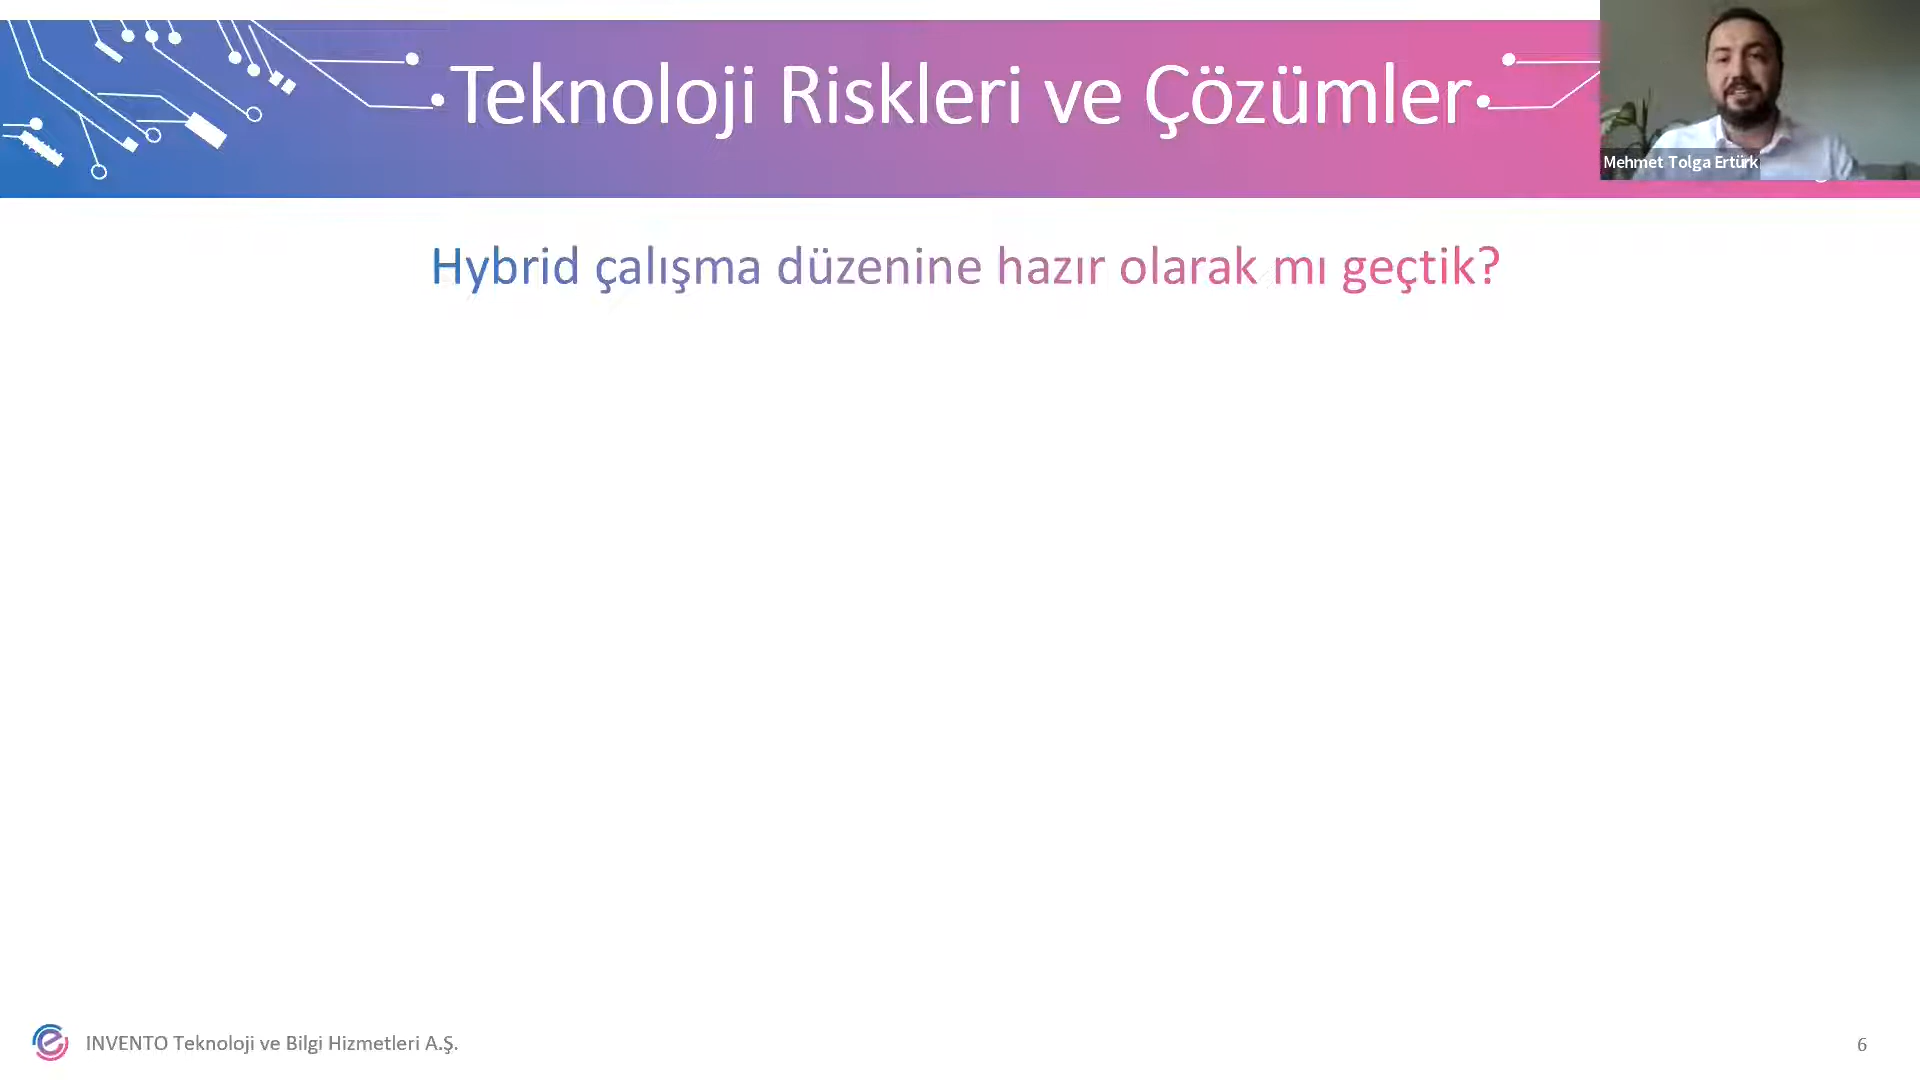 Teknoloji Riskleri ve Çözümler
Mehmet Tolga Ertürk
Hybrid çalışma düzenine hazır olarak mı geçtik?
INVENTO Teknoloji ve Bilgi Hizmetleri A.Ş.
6